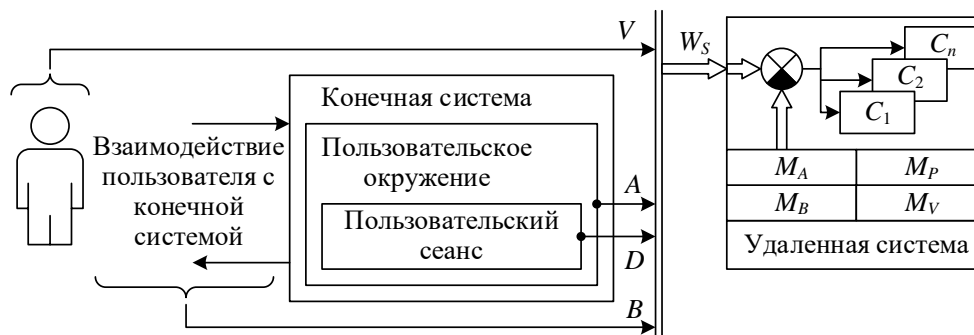 V
W_S
C_n
C_2
C_1
Конечная система
Взаимодействие
пользователя с
конечной
системой
Пользовательское
окружение
Пользовательский
сеанс
A
D
B
M_A
M_P
M_B
M_V
Удаленная система